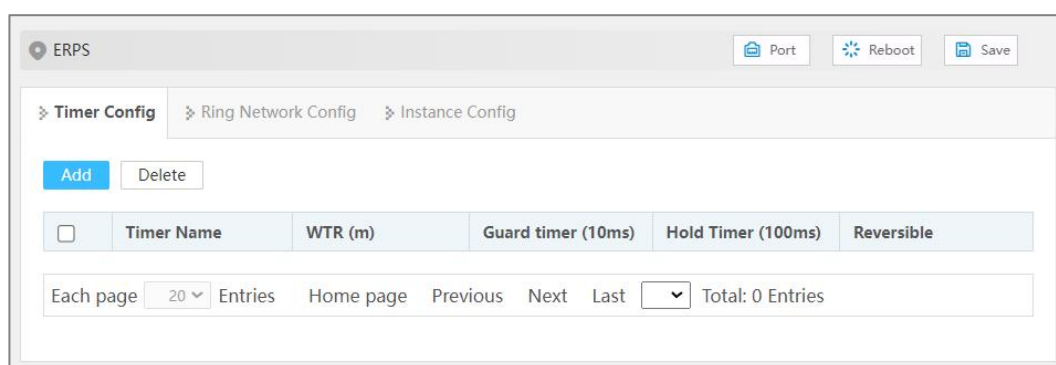 ERPS Port Reboot Save
Timer Config Ring Network Config Instance Config
Add Delete
Timer Name WTR (m) Guard timer (10ms) Hold Timer (100ms) Reversible
Each page 20 Entries Home page Previous Next Last Total: 0 Entries